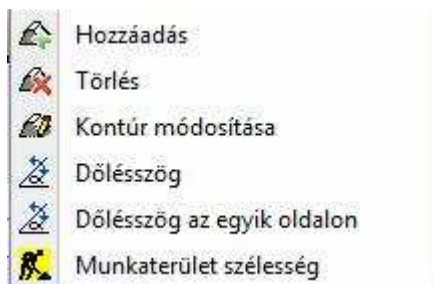 Hozzáadás
Törlés
Kontúr módosítása
Dőlésszög
Dőlésszög az egyik oldalon
Munkaterület szélesség